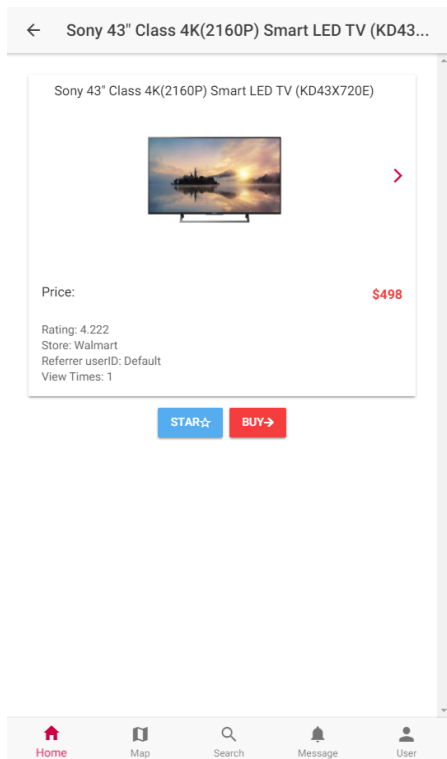 Sony 43" Class 4K(2160P) Smart LED TV (KD43...
Sony 43" Class 4K(2160P) Smart LED TV (KD43X720E)
Price:
$498
Rating: 4.222
Store: Walmart
Referrer userID: Default
View Times: 1
STAR☆ BUY→
Home Map Search Message User